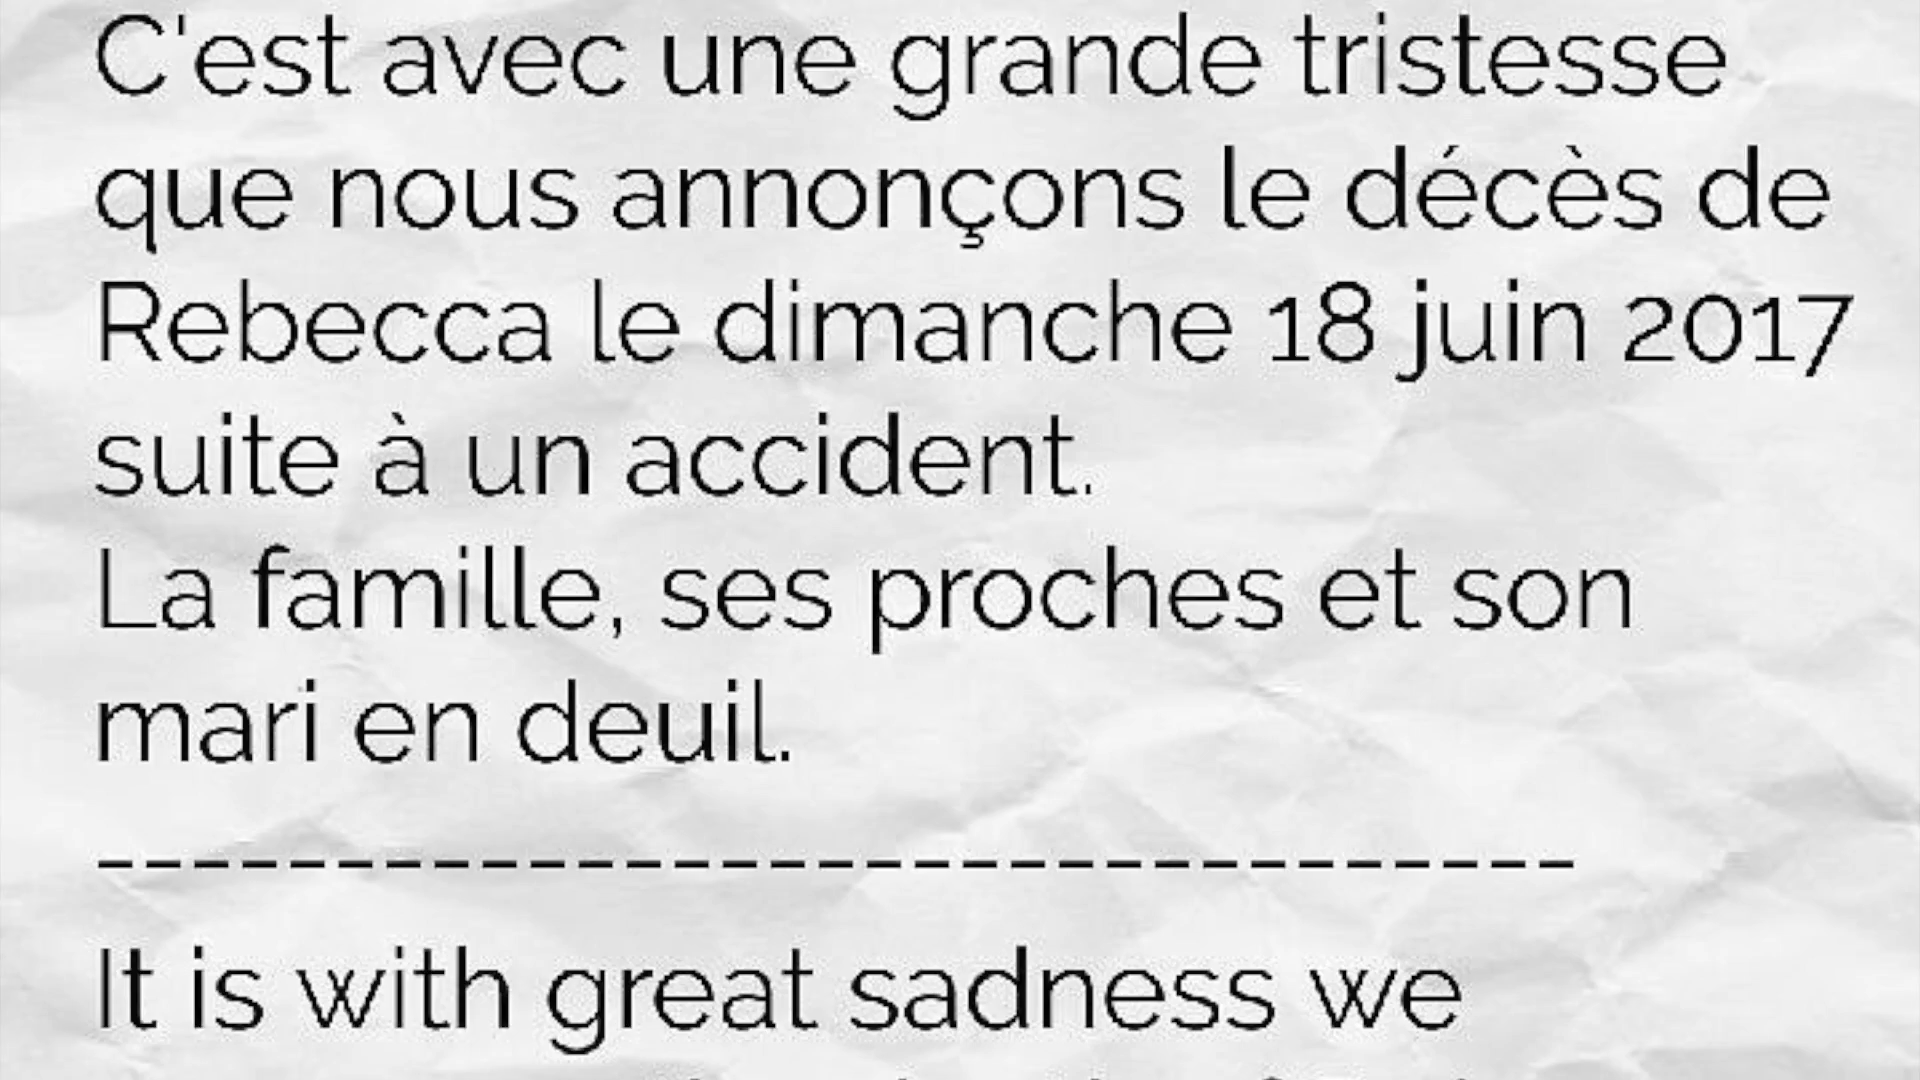 C'est avec une grande tristesse
que nous annonçons le décès de
Rebecca le dimanche 18 juin 2017
suite à un accident.
La famille, ses proches et son
mari en deuil.
-------------------------------
It is with great sadness we